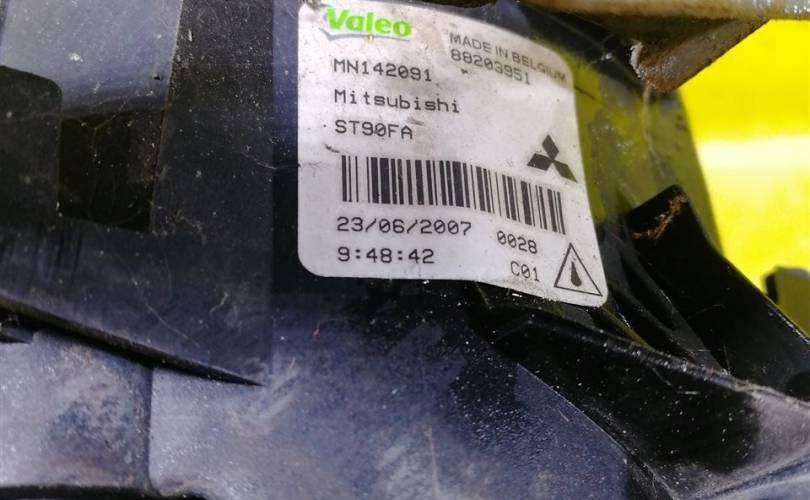 Valeo
MADE IN BELGIUM
88203951
MN142091
Mitsubishi
ST90FA
23/06/2007 0028
9:48:42 C01